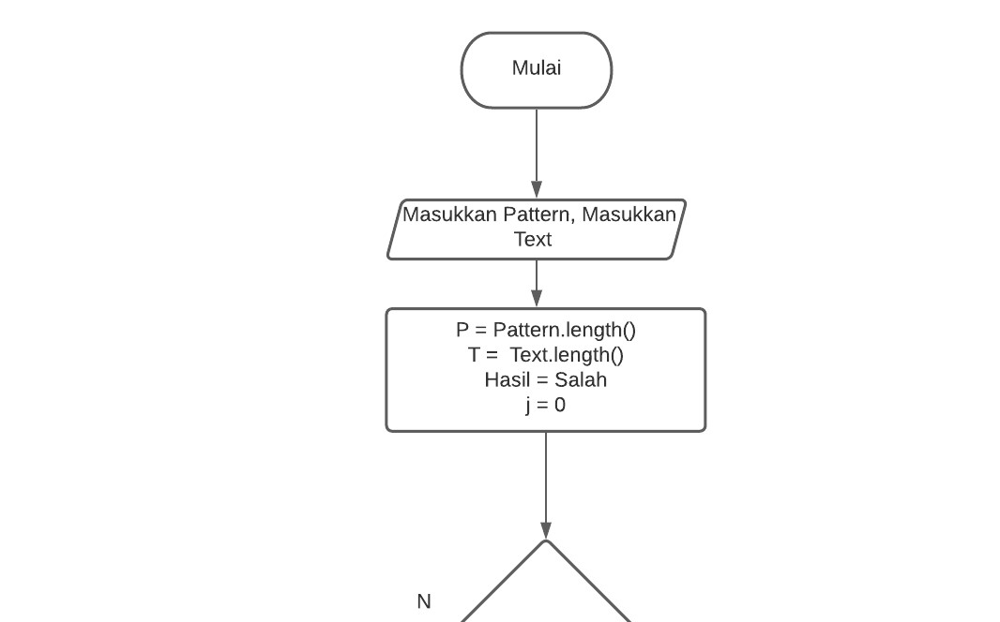 Mulai
Masukkan Pattern, Masukkan
Text
P = Pattern.length()
T =  Text.length()
Hasil = Salah
j = 0
N